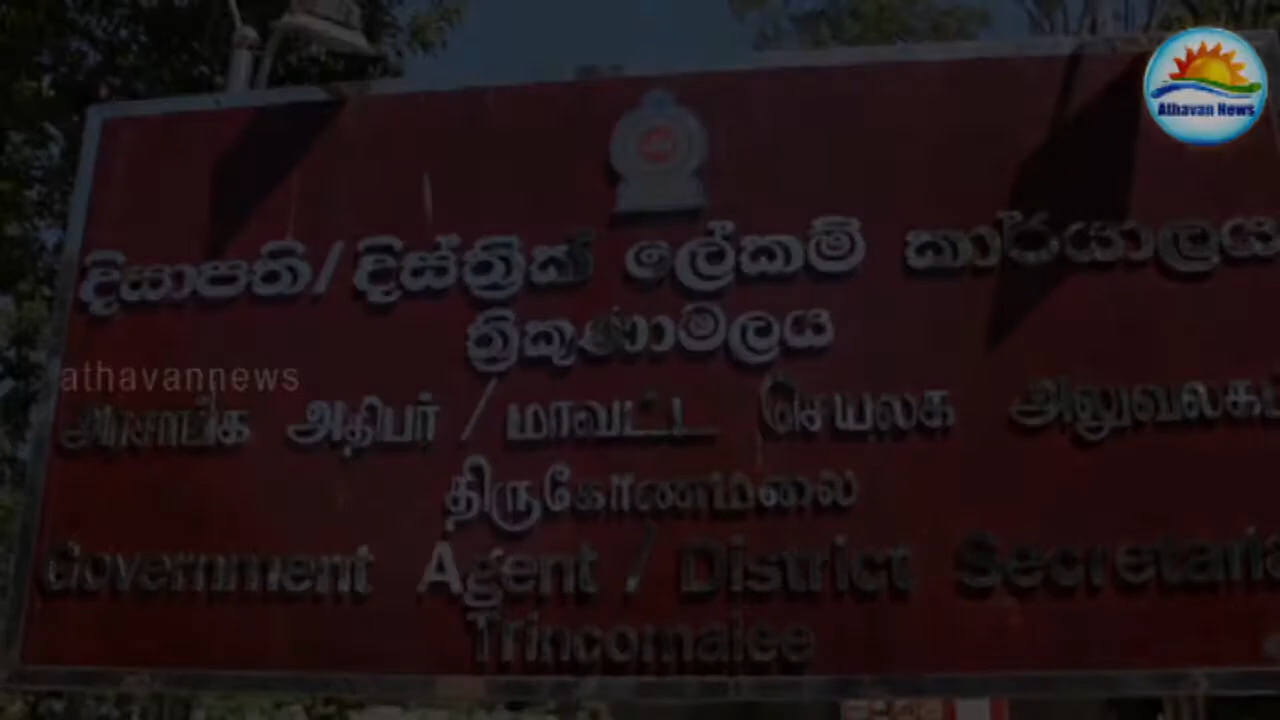 Athavan News
දිසාපති/දිස්ත්‍රික් ලේකම් කාර්යාලය
ත්‍රිකුණාමලය
athavannews
அரசாங்க அதிபர் / மாவட்ட செயலக அலுவலகம்
திருகோணமலை
Government Agent / District Secretaria
Trincomalee